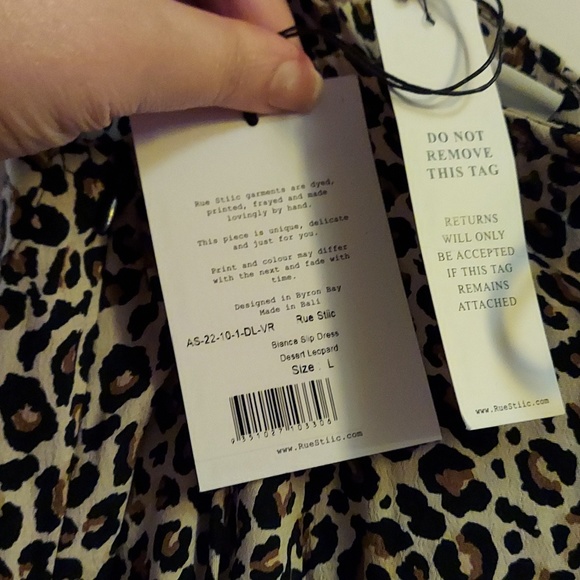 Rue Stiic garments are dyed,
printed, frayed and made
lovingly by hand.
This piece is unique, delicate
and just for you.
Print and colour may differ
with the next and fade with
time.
Designed in Byron Bay
Made in Bali
AS-22-10-1-DL-VR Rue Stiic
Bianca Slip Dress
Desert Leopard
Size . L
9 351027 103306
www.RueStiic.com
DO NOT
REMOVE
THIS TAG
RETURNS
WILL ONLY
BE ACCEPTED
IF THIS TAG
REMAINS
ATTACHED
www.RueStiic.com